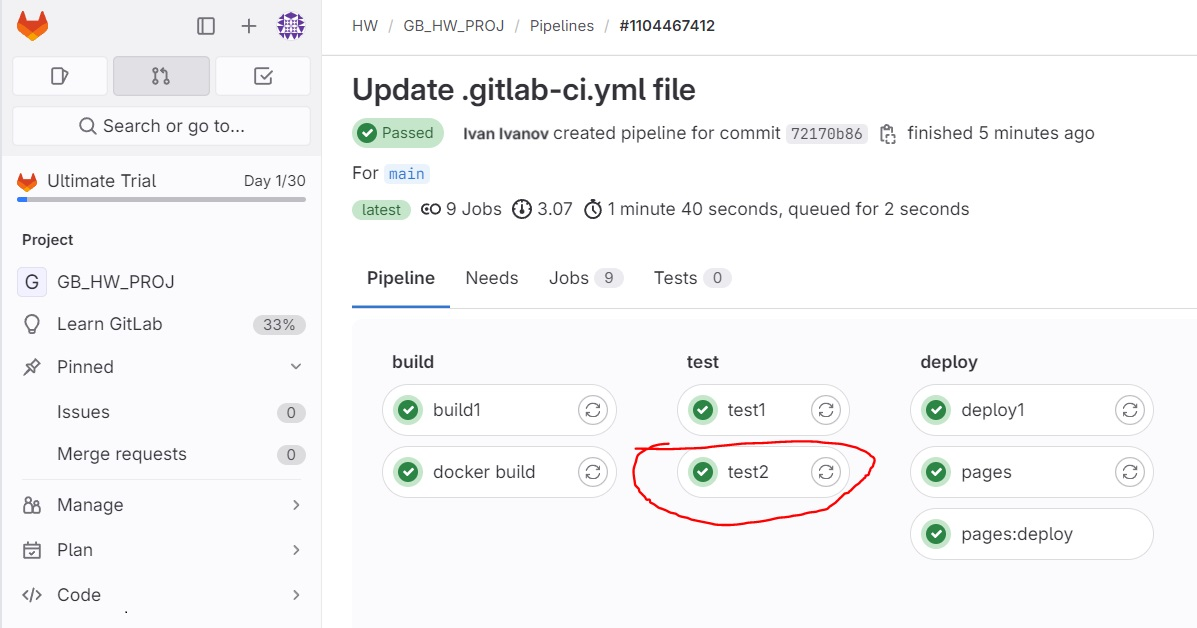 HW / GB_HW_PROJ / Pipelines / #1104467412
Search or go to...
Ultimate Trial Day 1/30
Project
G GB_HW_PROJ
Learn GitLab 33%
Pinned
Issues 0
Merge requests 0
Manage
Plan
Code
Update .gitlab-ci.yml file
Passed Ivan Ivanov created pipeline for commit 72170b86 finished 5 minutes ago
For main
latest 9 Jobs 3.07 1 minute 40 seconds, queued for 2 seconds
Pipeline Needs Jobs 9 Tests 0
build
build1
docker build
test
test1
test2
deploy
deploy1
pages
pages:deploy